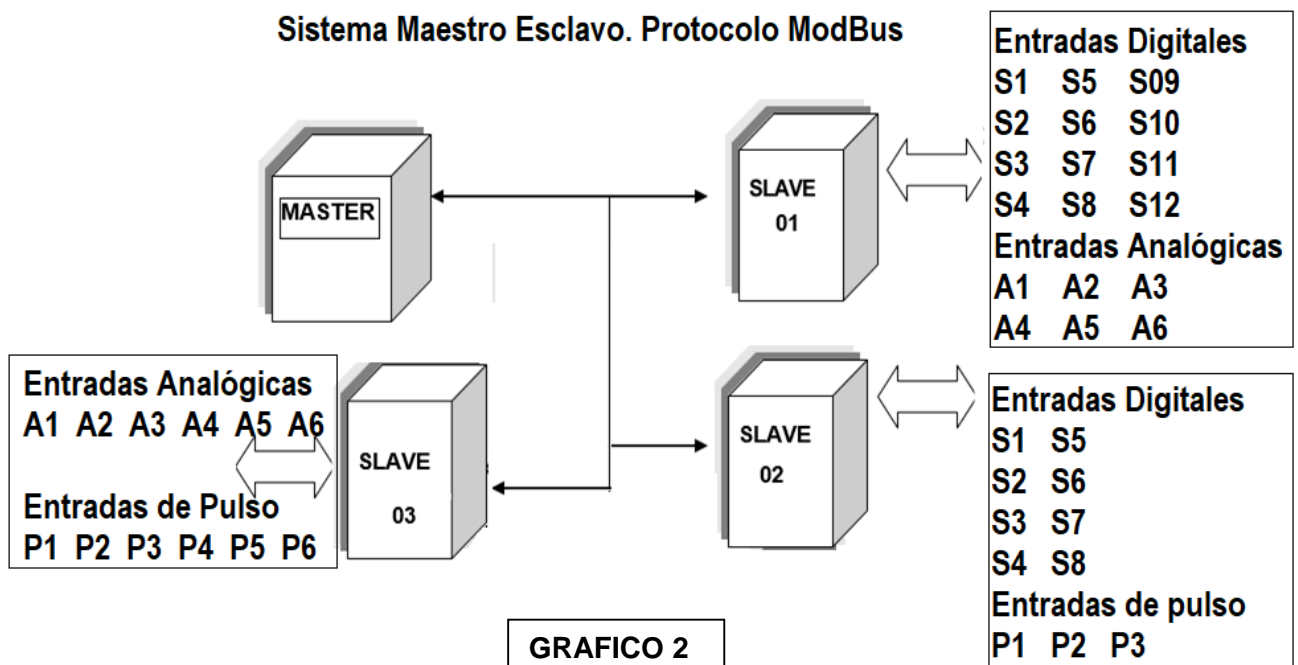 Sistema Maestro Esclavo. Protocolo ModBus
MASTER
SLAVE
01
Entradas Digitales
S1 S5 S09
S2 S6 S10
S3 S7 S11
S4 S8 S12
Entradas Analógicas
A1 A2 A3
A4 A5 A6
Entradas Analógicas
A1 A2 A3 A4 A5 A6
Entradas de Pulso
P1 P2 P3 P4 P5 P6
SLAVE
03
SLAVE
02
Entradas Digitales
S1 S5
S2 S6
S3 S7
S4 S8
Entradas de pulso
P1 P2 P3
GRAFICO 2